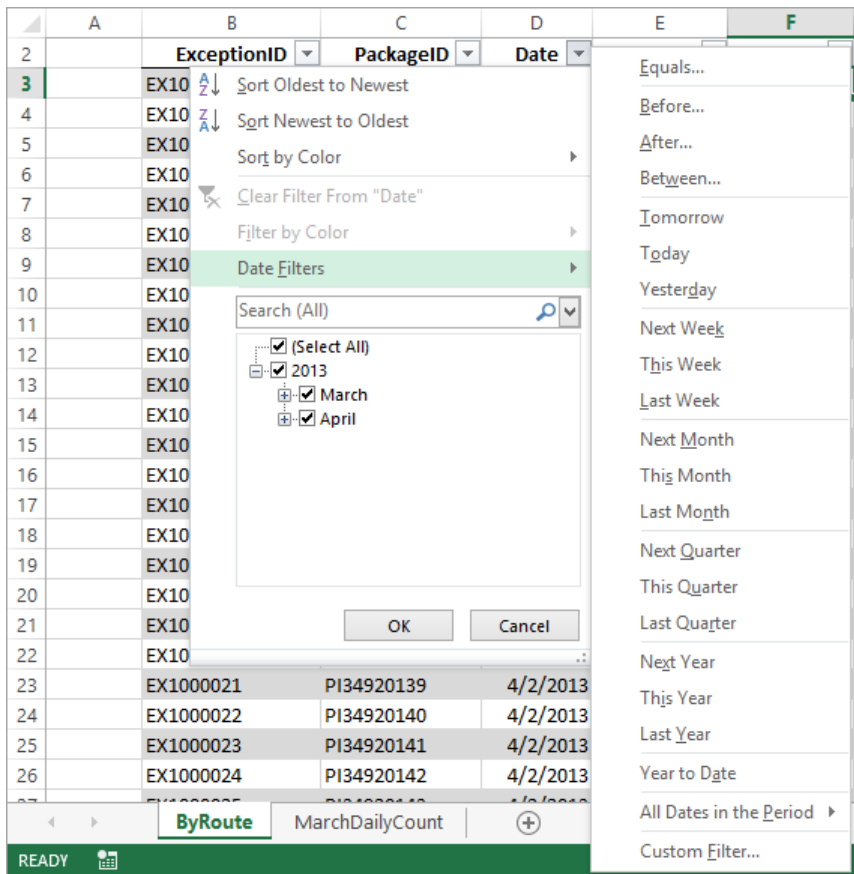 A B C D E F
2 ExceptionID PackageID Date
3 EX10
4 EX10
5 EX10
6 EX10
7 EX10
8 EX10
9 EX10
10 EX10
11 EX10
12 EX10
13 EX10
14 EX10
15 EX10
16 EX10
17 EX10
18 EX10
19 EX10
20 EX10
21 EX10
22 EX10
23 EX1000021 PI34920139 4/2/2013
24 EX1000022 PI34920140 4/2/2013
25 EX1000023 PI34920141 4/2/2013
26 EX1000024 PI34920142 4/2/2013
Sort Oldest to Newest
Sort Newest to Oldest
Sort by Color
Clear Filter From "Date"
Filter by Color
Date Filters
Search (All)
(Select All)
2013
March
April
OK Cancel
Equals...
Before...
After...
Between...
Tomorrow
Today
Yesterday
Next Week
This Week
Last Week
Next Month
This Month
Last Month
Next Quarter
This Quarter
Last Quarter
Next Year
This Year
Last Year
Year to Date
All Dates in the Period
Custom Filter...
ByRoute MarchDailyCount
READY